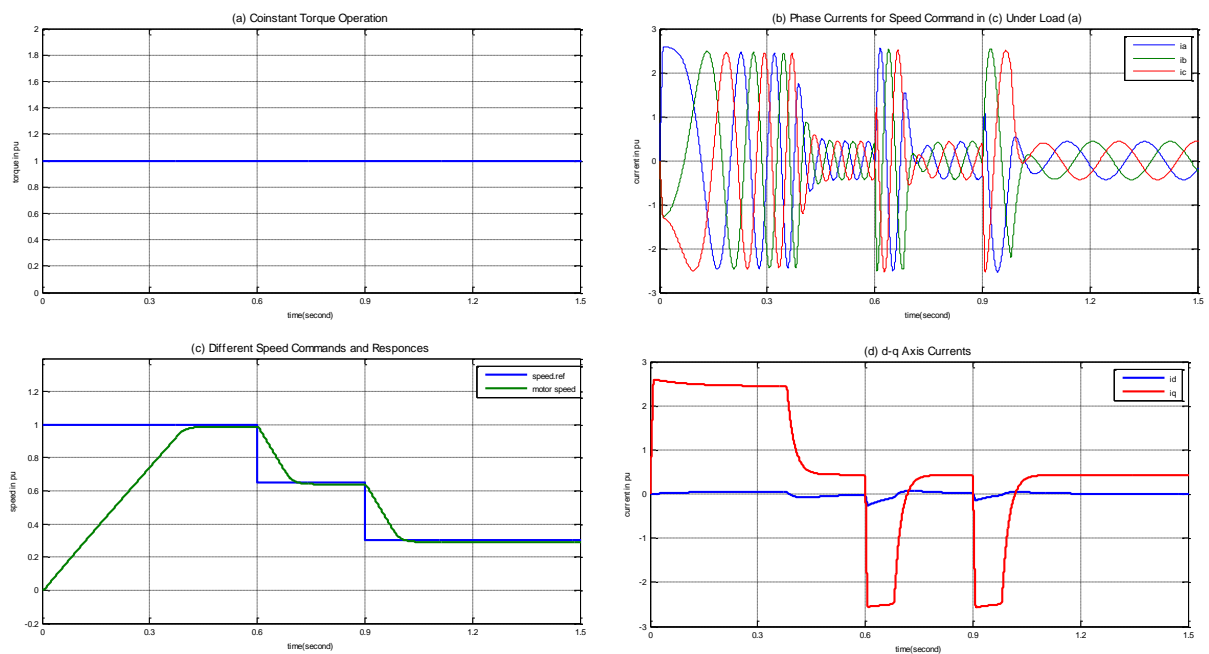 (a) Coinstant Torque Operation
2
1.8
1.6
1.4
1.2
1
0.8
0.6
0.4
0.2
0
torque in pu
0 0.3 0.6 0.9 1.2 1.5
time(second)
(b) Phase Currents for Speed Command in (c) Under Load (a)
3
2
1
0
-1
-2
-3
current in pu
ia
ib
ic
0 0.3 0.6 0.9 1.2 1.5
time(second)
(c) Different Speed Commands and Responces
1.2
1
0.8
0.6
0.4
0.2
0
-0.2
speed in pu
speed.ref
motor speed
0 0.3 0.6 0.9 1.2 1.5
time(second)
(d) d-q Axis Currents
3
2
1
0
-1
-2
-3
current in pu
id
iq
0 0.3 0.6 0.9 1.2 1.5
time(second)